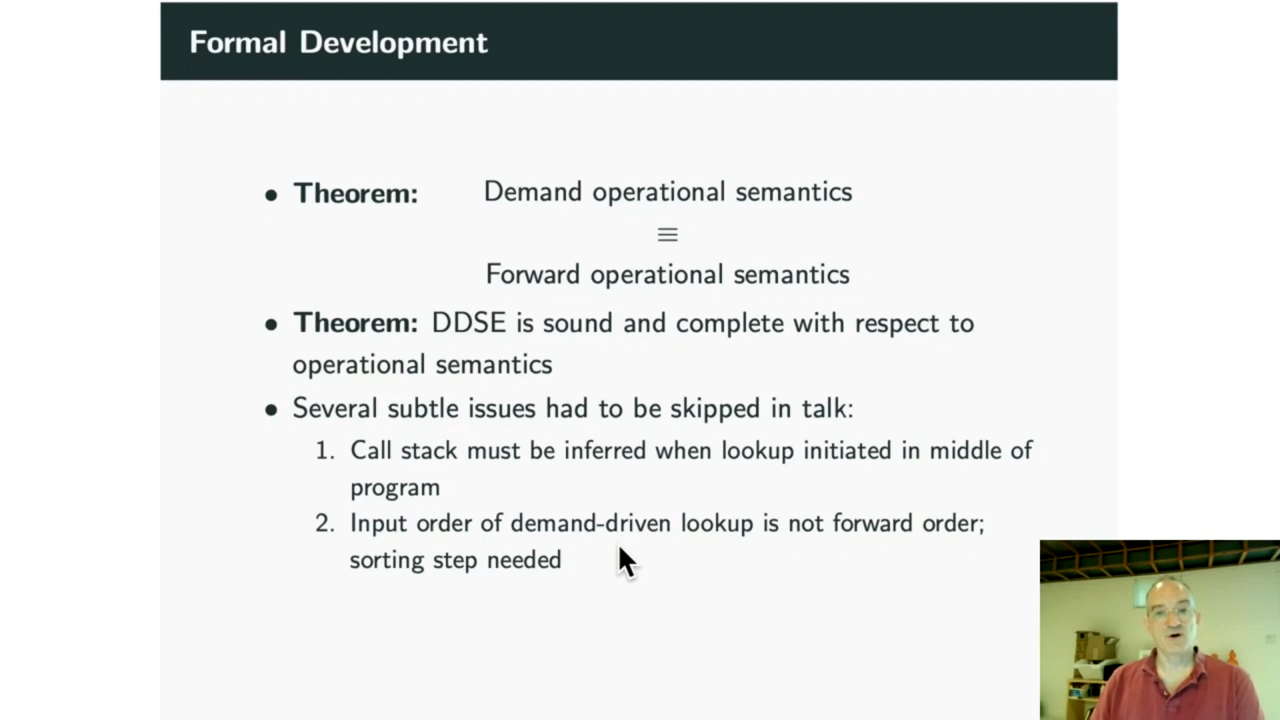 Formal Development
• Theorem: Demand operational semantics
≡
Forward operational semantics
• Theorem: DDSE is sound and complete with respect to
operational semantics
• Several subtle issues had to be skipped in talk:
1. Call stack must be inferred when lookup initiated in middle of
program
2. Input order of demand-driven lookup is not forward order;
sorting step needed